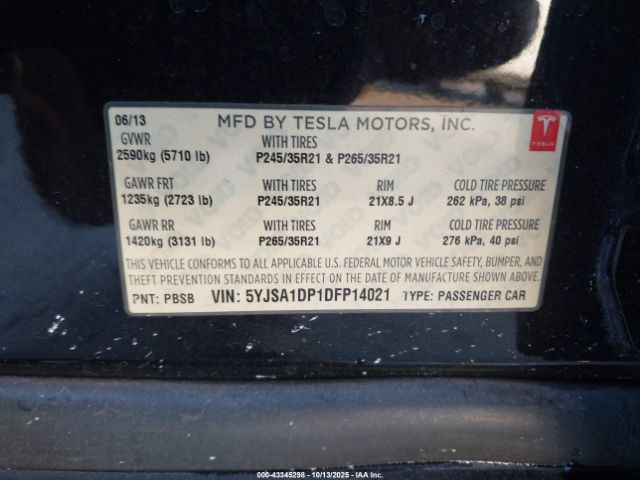 06/13 MFD BY TESLA MOTORS, INC.
TESLA
GVWR WITH TIRES
2590kg (5710 lb) P245/35R21 & P265/35R21
GAWR FRT WITH TIRES RIM COLD TIRE PRESSURE
1235kg (2723 lb) P245/35R21 21X8.5 J 262 kPa, 38 psi
GAWR RR WITH TIRES RIM COLD TIRE PRESSURE
1420kg (3131 lb) P265/35R21 21X9 J 276 kPa, 40 psi
THIS VEHICLE CONFORMS TO ALL APPLICABLE U.S. FEDERAL MOTOR VEHICLE SAFETY, BUMPER, AND
THEFT PREVENTION STANDARDS IN EFFECT ON THE DATE OF MANUFACTURE SHOWN ABOVE.
PNT: PBSB VIN: 5YJSA1DP1DFP14021 TYPE: PASSENGER CAR
© COPY - 43345298 - 10/13/2025 - IAA HOLDINGS, LLC